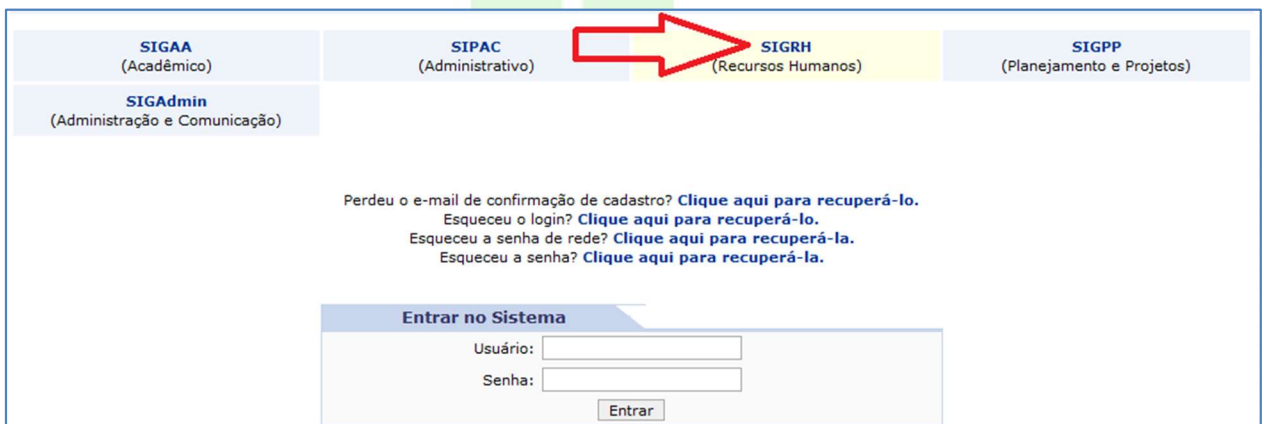 SIGAA
(Acadêmico)
SIPAC
(Administrativo)
SIGRH
(Recursos Humanos)
SIGPP
(Planejamento e Projetos)
SIGAdmin
(Administração e Comunicação)
Perdeu o e-mail de confirmação de cadastro? Clique aqui para recuperá-lo.
Esqueceu o login? Clique aqui para recuperá-lo.
Esqueceu a senha de rede? Clique aqui para recuperá-la.
Esqueceu a senha? Clique aqui para recuperá-la.
Entrar no Sistema
Usuário:
Senha:
Entrar